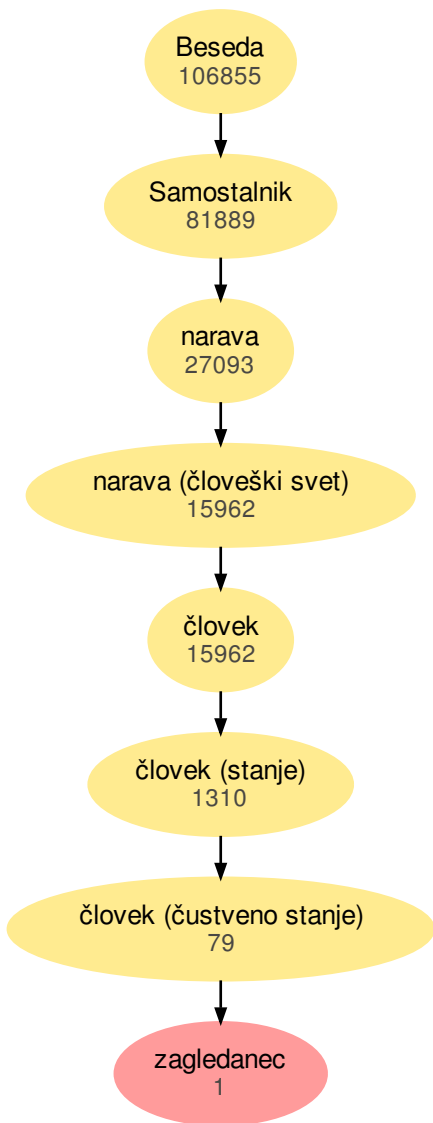 Beseda
106855
Samostalnik
81889
narava
27093
narava (človeški svet)
15962
človek
15962
človek (stanje)
1310
človek (čustveno stanje)
79
zagledanec
1